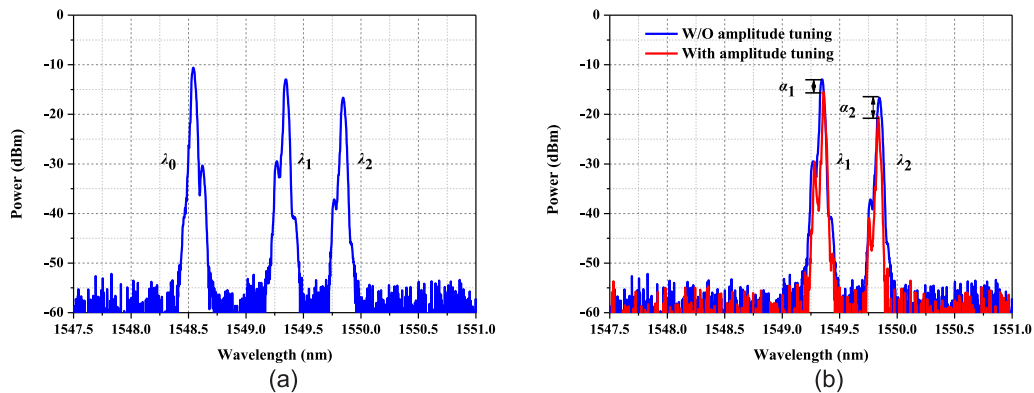 0
-10
-20
-30
-40
-50
-60
Power (dBm)
λ0
λ1
λ2
1547.5 1548.0 1548.5 1549.0 1549.5 1550.0 1550.5 1551.0
Wavelength (nm)
(a)
0
-10
-20
-30
-40
-50
-60
Power (dBm)
W/O amplitude tuning
With amplitude tuning
α1
α2
λ1
λ2
1547.5 1548.0 1548.5 1549.0 1549.5 1550.0 1550.5 1551.0
Wavelength (nm)
(b)